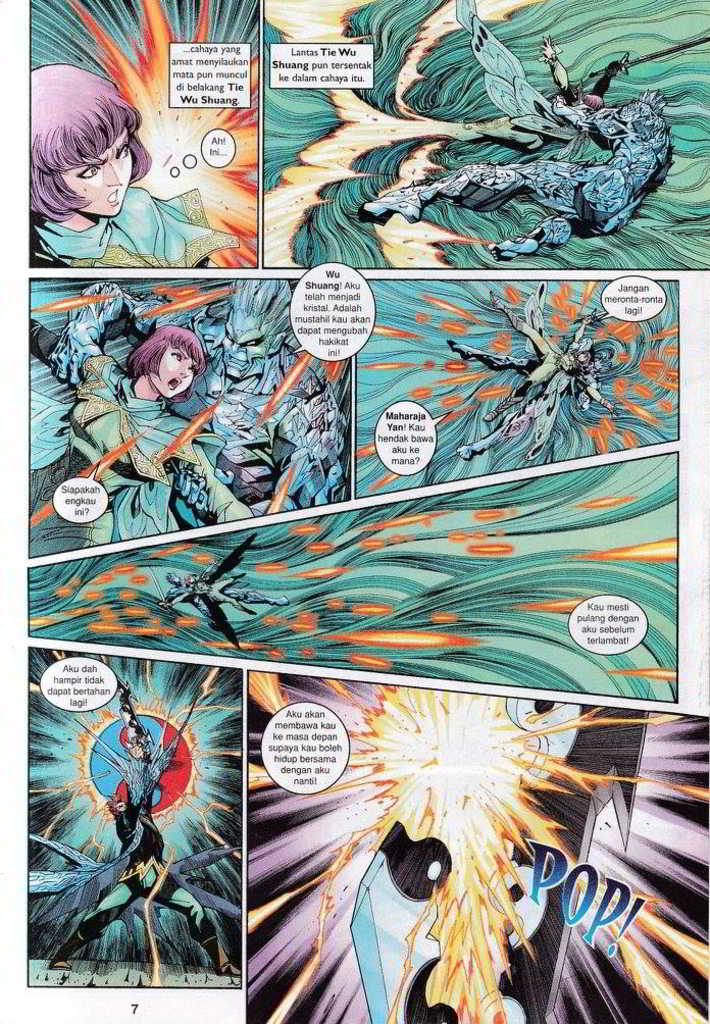 ...cahaya yang
amat menyilaukan
mata pun muncul
di belakang Tie
Wu Shuang.
Ah!
Ini...
Lantas Tie Wu
Shuang pun tersentak
ke dalam cahaya itu.
Wu
Shuang! Aku
telah menjadi
kristal. Adalah
mustahil kau akan
dapat mengubah
hakikat
ini!
Siapakah
engkau
ini?
Jangan
meronta-ronta
lagi!
Maharaja
Yan! Kau
hendak bawa
aku ke
mana?
Kau mesti
pulang dengan
aku sebelum
terlambat!
Aku dah
hampir tidak
dapat bertahan
lagi!
Aku akan
membawa kau
ke masa depan
supaya kau boleh
hidup bersama
dengan aku
nanti!
POP!
7